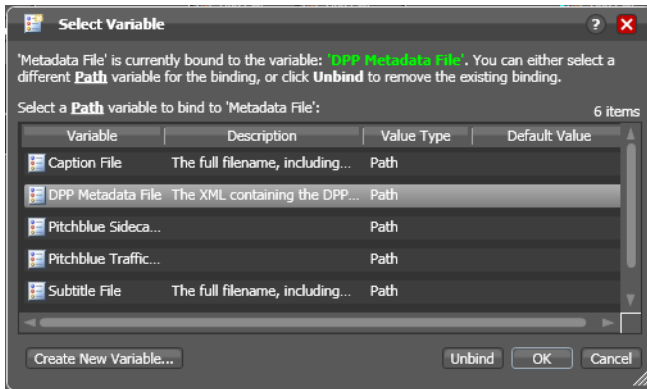 Select Variable
?
'Metadata File' is currently bound to the variable: 'DPP Metadata File'. You can either select a
different Path variable for the binding, or click Unbind to remove the existing binding.
Select a Path variable to bind to 'Metadata File':
6 items
Variable Description Value Type Default Value
Caption File The full filename, including... Path
DPP Metadata File The XML containing the DPP... Path
Pitchblue Sideca... Path
Pitchblue Traffic... Path
Subtitle File The full filename, including... Path
Create New Variable... Unbind OK Cancel